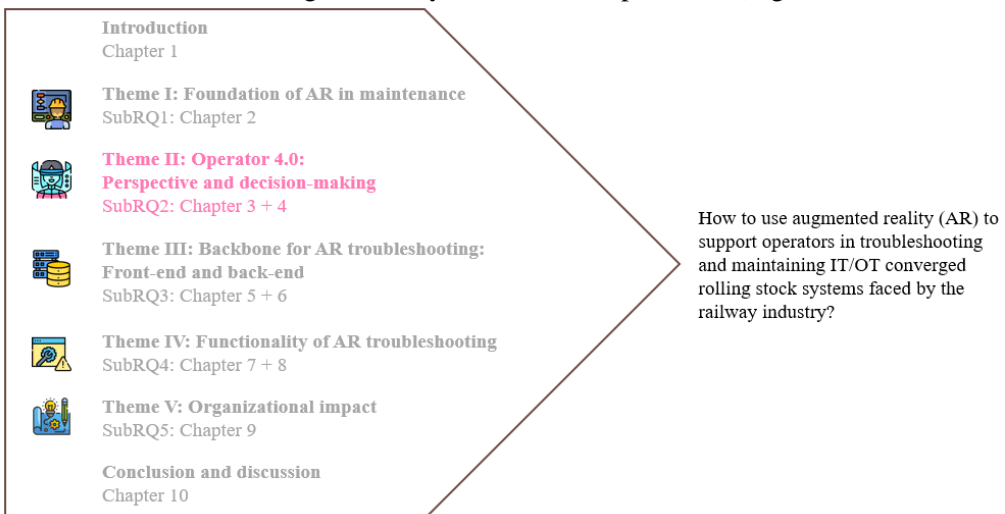 Introduction
Chapter 1
Theme I: Foundation of AR in maintenance
SubRQ1: Chapter 2
Theme II: Operator 4.0:
Perspective and decision-making
SubRQ2: Chapter 3 + 4
Theme III: Backbone for AR troubleshooting:
Front-end and back-end
SubRQ3: Chapter 5 + 6
Theme IV: Functionality of AR troubleshooting
SubRQ4: Chapter 7 + 8
Theme V: Organizational impact
SubRQ5: Chapter 9
Conclusion and discussion
Chapter 10
How to use augmented reality (AR) to
support operators in troubleshooting
and maintaining IT/OT converged
rolling stock systems faced by the
railway industry?